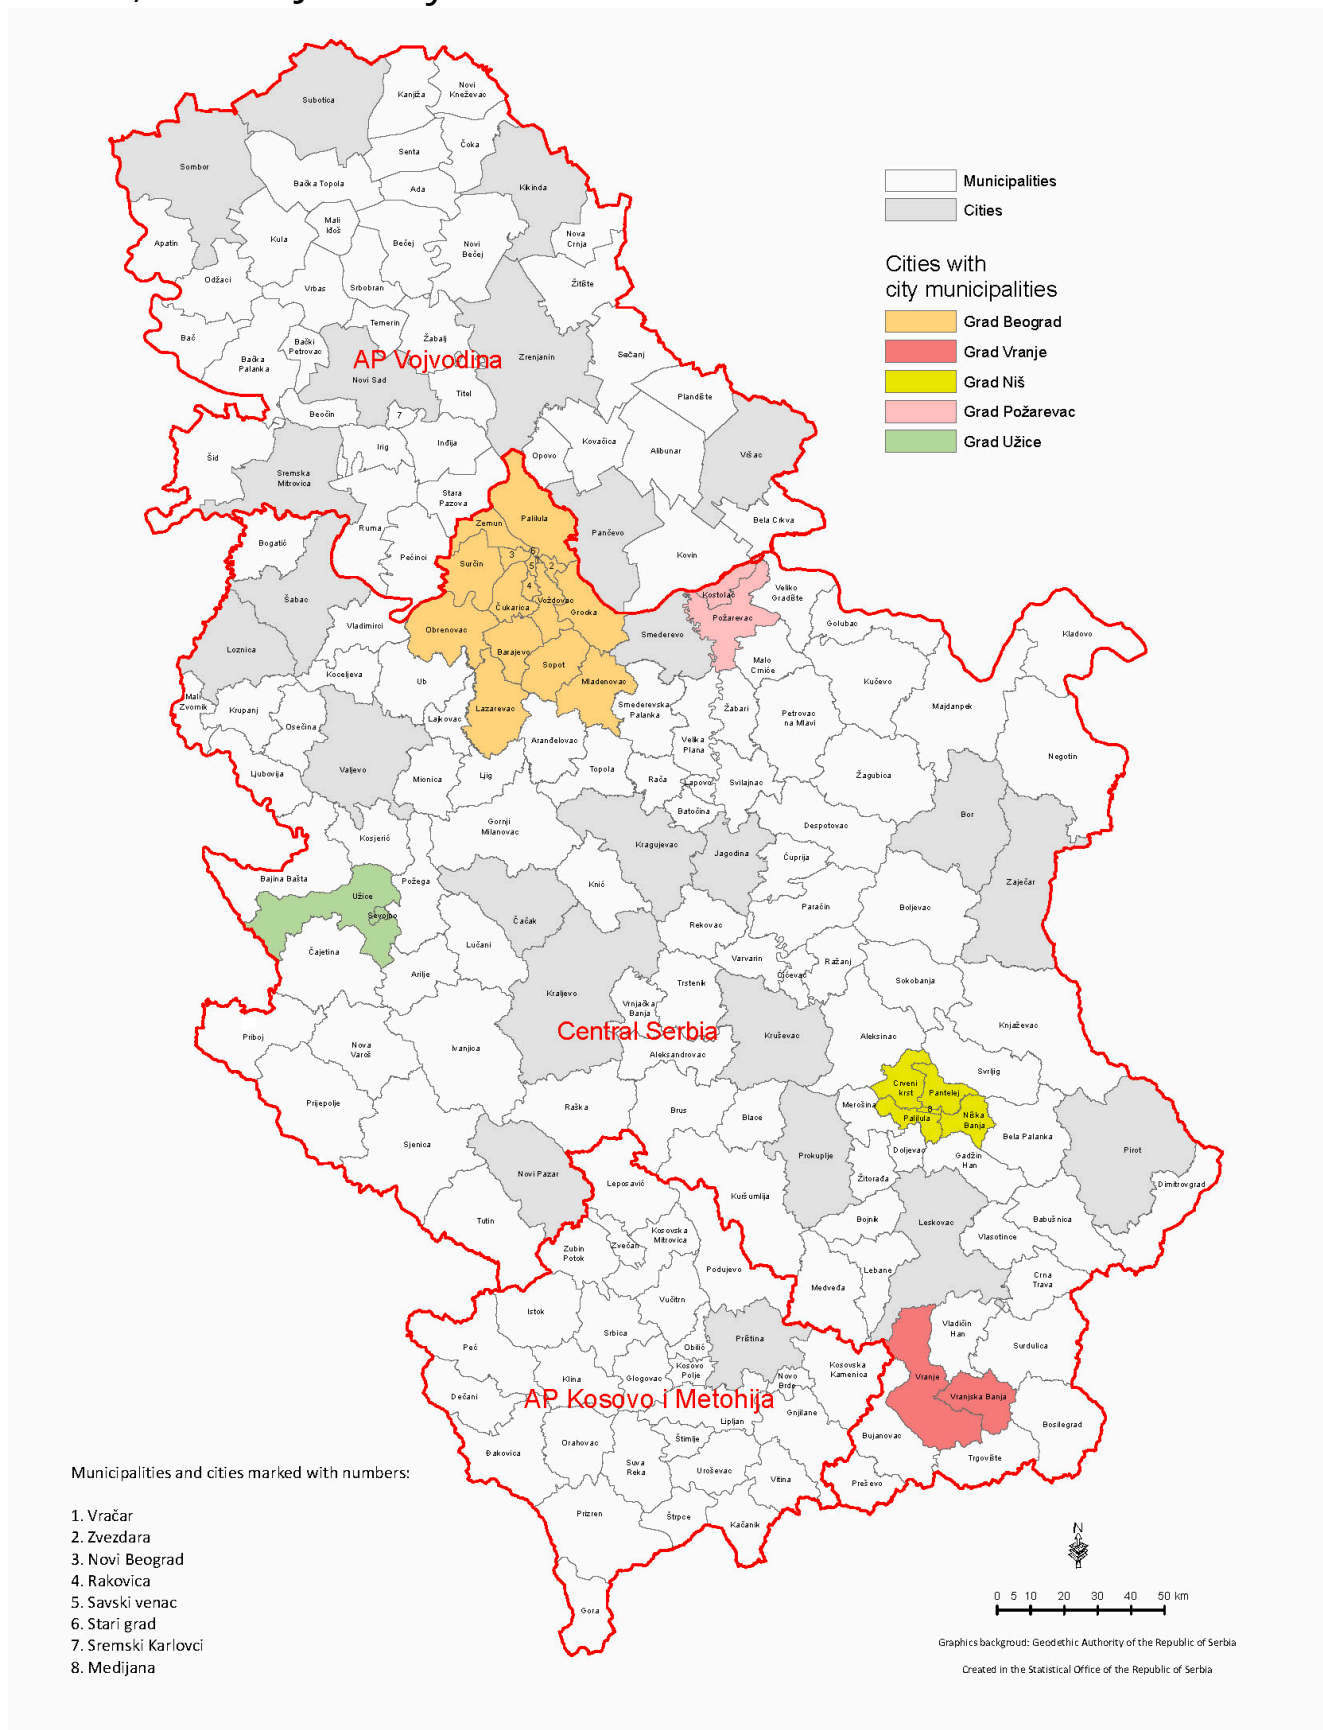 Subotica
Kanjiža
Novi
Kneževac
Senta
Čoka
Sombor
Bačka Topola
Ada
Kikinda
Municipalities
Cities
Apatin
Kula
Mali
Iđoš
Bečej
Novi
Bečej
Nova
Crnja
Odžaci
Vrbas
Srbobran
Žitište
Cities with
city municipalities
Grad Beograd
Grad Vranje
Grad Niš
Grad Požarevac
Grad Užice
Bač
Bačka
Palanka
Bački
Petrovac
Temerin
Žabalj
AP Vojvodina
Zrenjanin
Sečanj
Novi Sad
Titel
Plandište
Beočin
7
Šid
Sremska
Mitrovica
Irig
Inđija
Opovo
Kovačica
Alibunar
Vršac
Stara
Pazova
Ruma
Pećinci
Zemun
Palilula
Pančevo
Bela Crkva
Kovin
Bogatić
Surčin
3
6
5
2
4
Voždovac
Čukarica
Grocka
Šabac
Vladimirci
Obrenovac
Barajevo
Sopot
Mladenovac
Lazarevac
Smederevo
Kostolac
Požarevac
Veliko
Gradište
Golubac
Kladovo
Loznica
Koceljeva
Ub
Malo
Crniće
Kučevo
Majdanpek
Mali
Zvornik
Krupanj
Osečina
Lajkovac
Smederevska
Palanka
Žabari
Petrovac
na Mlavi
Negotin
Ljubovija
Valjevo
Mionica
Ljig
Aranđelovac
Topola
Rača
Velika
Plana
Lapovo
Svilajnac
Žagubica
Batočina
Kosjerić
Gornji
Milanovac
Kragujevac
Jagodina
Despotovac
Ćuprija
Bor
Zaječar
Bajina Bašta
Užice
Sevojno
Požega
Knić
Čačak
Rekovac
Paraćin
Boljevac
Čajetina
Lučani
Arilje
Varvarin
Ćićevac
Ražanj
Sokobanja
Kraljevo
Vrnjačka
Banja
Trstenik
Central Serbia
Kruševac
Aleksandrovac
Aleksinac
Knjaževac
Priboj
Nova
Varoš
Ivanjica
Svrljig
Prijepolje
Sjenica
Raška
Brus
Blace
Merošina
Crveni
krst
Pantelej
8
Palilula
Niška
Banja
Bela Palanka
Pirot
Dimitrovgrad
Novi Pazar
Tutin
Leposavić
Prokuplje
Doljevac
Gadžin
Han
Žitorađa
Kuršumlija
Bojnik
Leskovac
Babušnica
Vlasotince
Zubin
Potok
Zvečan
Kosovska
Mitrovica
Podujevo
Medveđa
Lebane
Crna
Trava
Istok
Vučitrn
Srbica
Priština
Vladičin
Han
Surdulica
Peć
Obilić
Kosovo
Polje
Klina
Glogovac
Novo
Brdo
Kosovska
Kamenica
Vranje
Vranjska Banja
Dečani
AP Kosovo i Metohija
Lipljan
Gnjilane
Bujanovac
Bosilegrad
Đakovica
Orahovac
Štimlje
Suva
Reka
Uroševac
Vitina
Preševo
Trgovište
Prizren
Štrpce
Kačanik
Gora
Municipalities and cities marked with numbers:
1. Vračar
2. Zvezdara
3. Novi Beograd
4. Rakovica
5. Savski venac
6. Stari grad
7. Sremski Karlovci
8. Medijana
N
0 5 10 20 30 40 50 km
Graphics backgroud: Geodethic Authority of the Republic of Serbia
Created in the Statistical Office of the Republic of Serbia